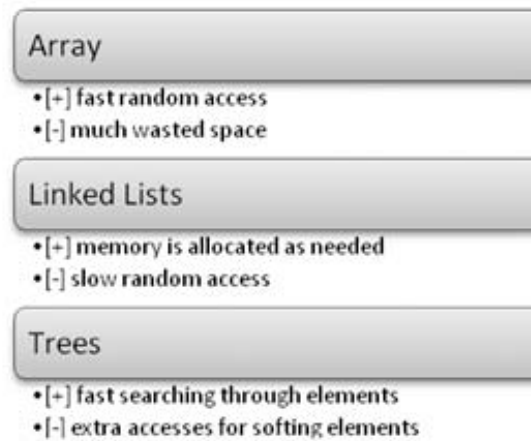 Array
•[+] fast random access
•[-] much wasted space
Linked Lists
•[+] memory is allocated as needed
•[-] slow random access
Trees
•[+] fast searching through elements
•[-] extra accesses for softing elements